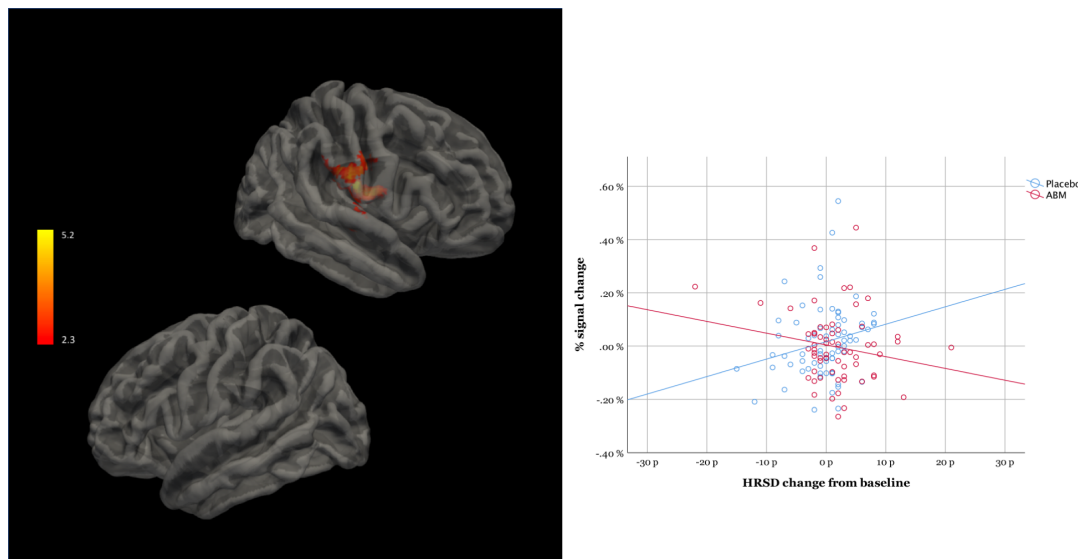 5.2
2.3
.60 %
.40 %
.20 %
.00 %
-.20 %
-.40 %
% signal change
-30 p -20 p -10 p 0 p 10 p 20 p 30 p
HRSD change from baseline
Placebo
ABM